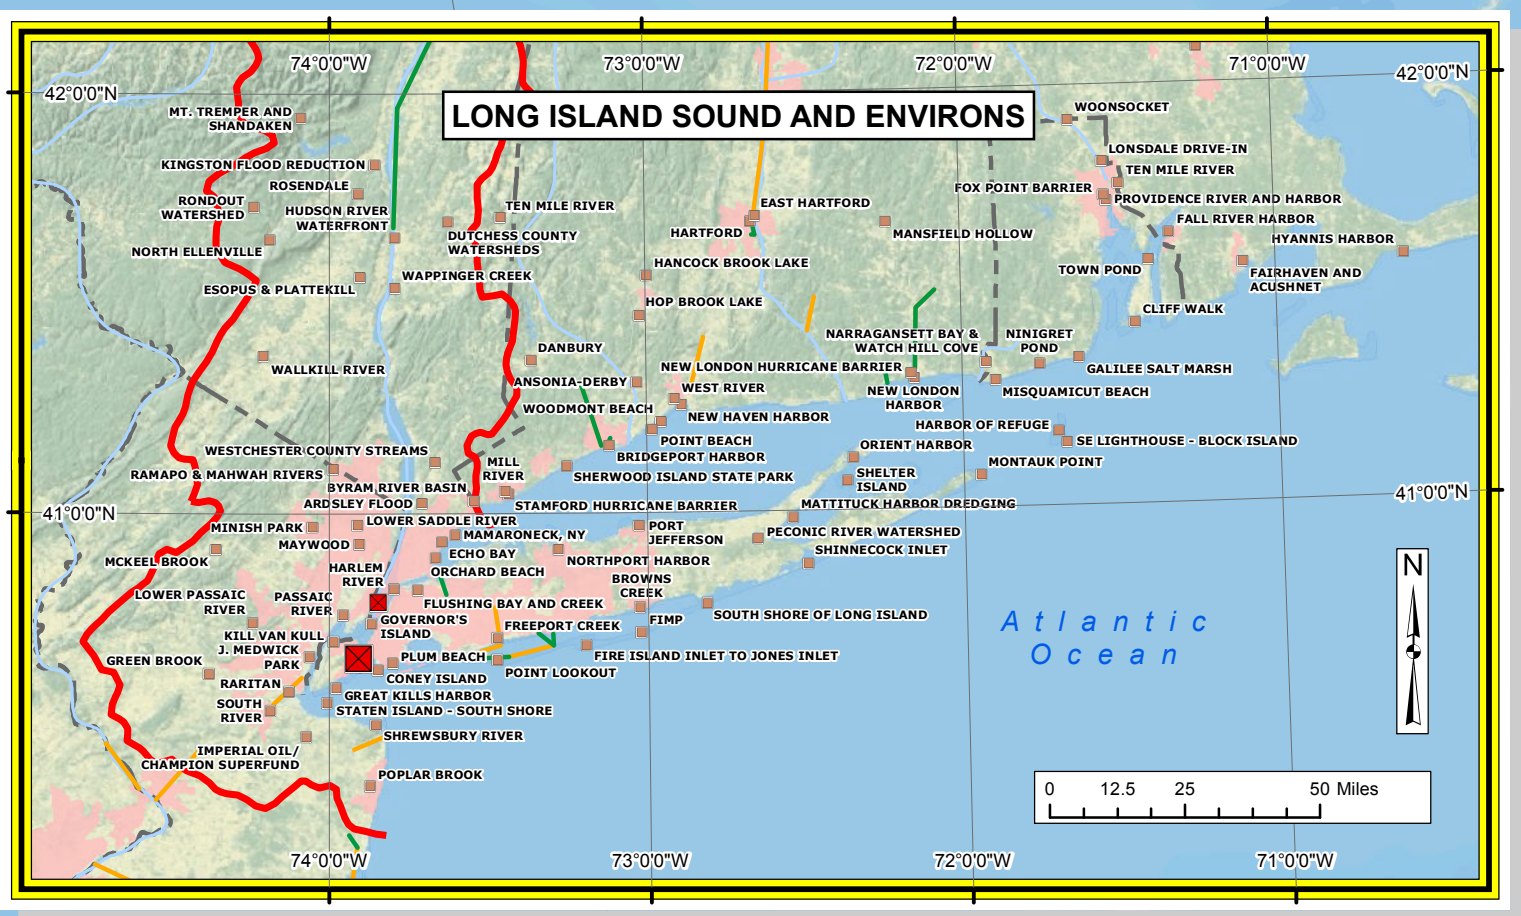 74°0'0"W
73°0'0"W
72°0'0"W
71°0'0"W
42°0'0"N
42°0'0"N
LONG ISLAND SOUND AND ENVIRONS
MT. TREMPER AND
SHANDAKEN
WOONSOCKET
KINGSTON FLOOD REDUCTION
LONSDALE DRIVE-IN
TEN MILE RIVER
ROSENDALE
FOX POINT BARRIER
RONDOUT
WATERSHED
HUDSON RIVER
WATERFRONT
TEN MILE RIVER
EAST HARTFORD
PROVIDENCE RIVER AND HARBOR
FALL RIVER HARBOR
HARTFORD
MANSFIELD HOLLOW
DUTCHESS COUNTY
WATERSHEDS
HYANNIS HARBOR
NORTH ELLENVILLE
HANCOCK BROOK LAKE
TOWN POND
FAIRHAVEN AND
ACUSHNET
WAPPINGER CREEK
ESOPUS & PLATTEKILL
HOP BROOK LAKE
CLIFF WALK
NARRAGANSETT BAY &
WATCH HILL COVE
NINIGRET
POND
DANBURY
WALLKILL RIVER
NEW LONDON HURRICANE BARRIER
GALILEE SALT MARSH
ANSONIA-DERBY
WEST RIVER
NEW LONDON
HARBOR
MISQUAMICUT BEACH
WOODMONT BEACH
NEW HAVEN HARBOR
HARBOR OF REFUGE
POINT BEACH
SE LIGHTHOUSE - BLOCK ISLAND
ORIENT HARBOR
WESTCHESTER COUNTY STREAMS
BRIDGEPORT HARBOR
MILL
RIVER
MONTAUK POINT
RAMAPO & MAHWAH RIVERS
SHERWOOD ISLAND STATE PARK
SHELTER
ISLAND
BYRAM RIVER BASIN
41°0'0"N
ARDSLEY FLOOD
STAMFORD HURRICANE BARRIER
MATTITUCK HARBOR DREDGING
41°0'0"N
LOWER SADDLE RIVER
MINISH PARK
PORT
JEFFERSON
PECONIC RIVER WATERSHED
MAMARONECK, NY
MAYWOOD
SHINNECOCK INLET
ECHO BAY
MCKEEL BROOK
NORTHPORT HARBOR
N
HARLEM
RIVER
ORCHARD BEACH
BROWNS
CREEK
LOWER PASSAIC
RIVER
PASSAIC
RIVER
FLUSHING BAY AND CREEK
SOUTH SHORE OF LONG ISLAND
GOVERNOR'S
ISLAND
FREEPORT CREEK
FIMP
Atlantic
Ocean
KILL VAN KULL
J. MEDWICK
PARK
GREEN BROOK
PLUM BEACH
FIRE ISLAND INLET TO JONES INLET
POINT LOOKOUT
CONEY ISLAND
RARITAN
GREAT KILLS HARBOR
SOUTH
RIVER
STATEN ISLAND - SOUTH SHORE
SHREWSBURY RIVER
IMPERIAL OIL/
CHAMPION SUPERFUND
POPLAR BROOK
0 12.5 25 50 Miles
74°0'0"W
73°0'0"W
72°0'0"W
71°0'0"W